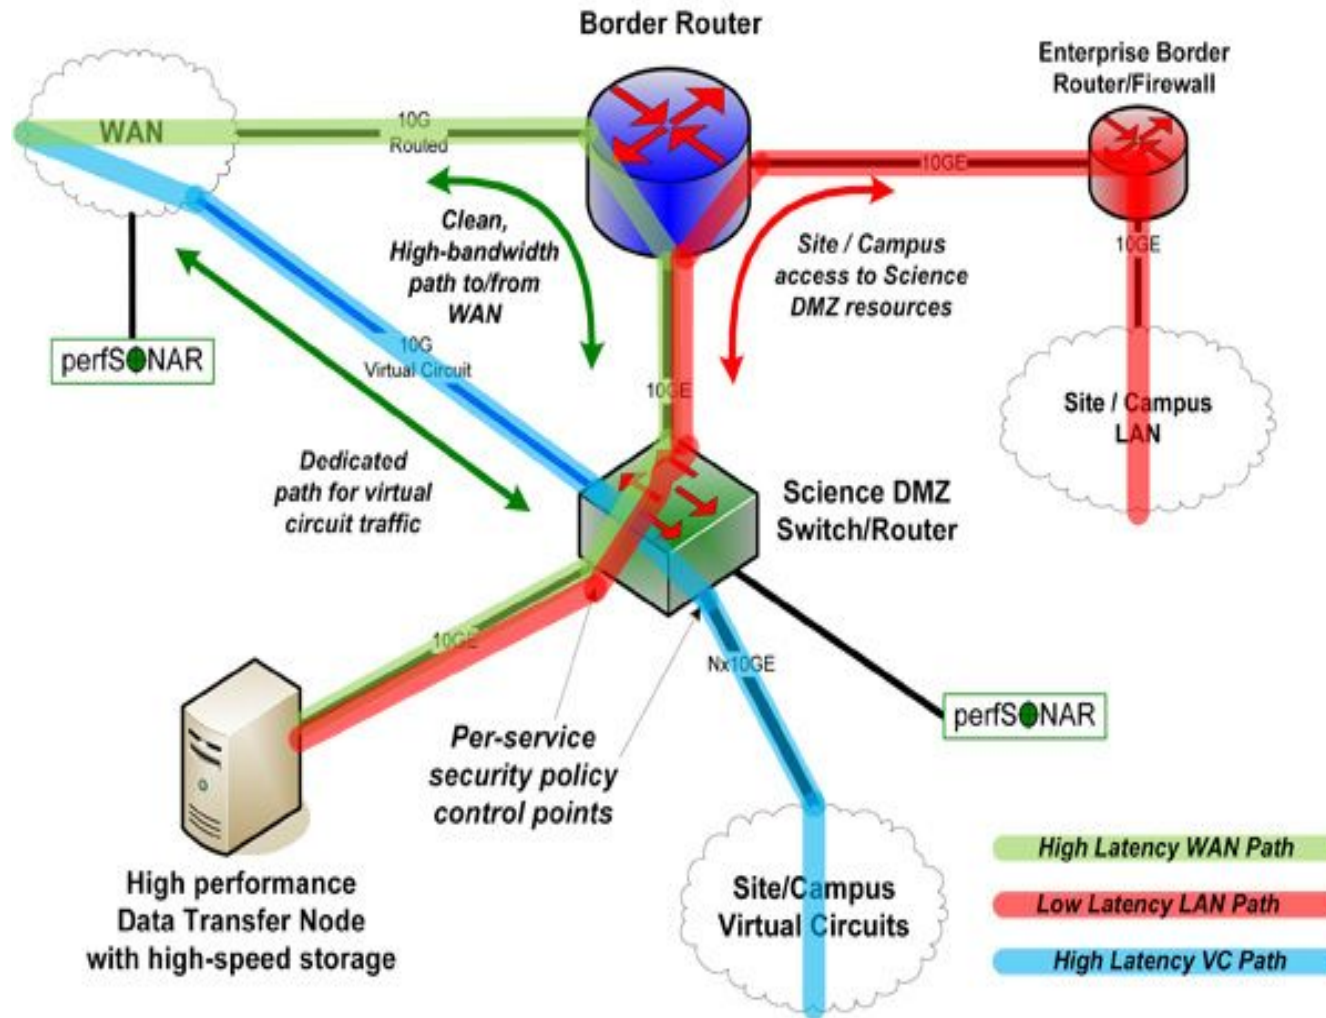 Border Router
Enterprise Border
Router/Firewall
WAN
10G
Routed
10GE
10GE
Clean,
High-bandwidth
path to/from
WAN
Site / Campus
access to Science
DMZ resources
perfSONAR
10G
Virtual Circuit
10GE
Site / Campus
LAN
Dedicated
path for virtual
circuit traffic
Science DMZ
Switch/Router
10GE
Nx10GE
perfSONAR
Per-service
security policy
control points
High performance
Data Transfer Node
with high-speed storage
Site/Campus
Virtual Circuits
High Latency WAN Path
Low Latency LAN Path
High Latency VC Path